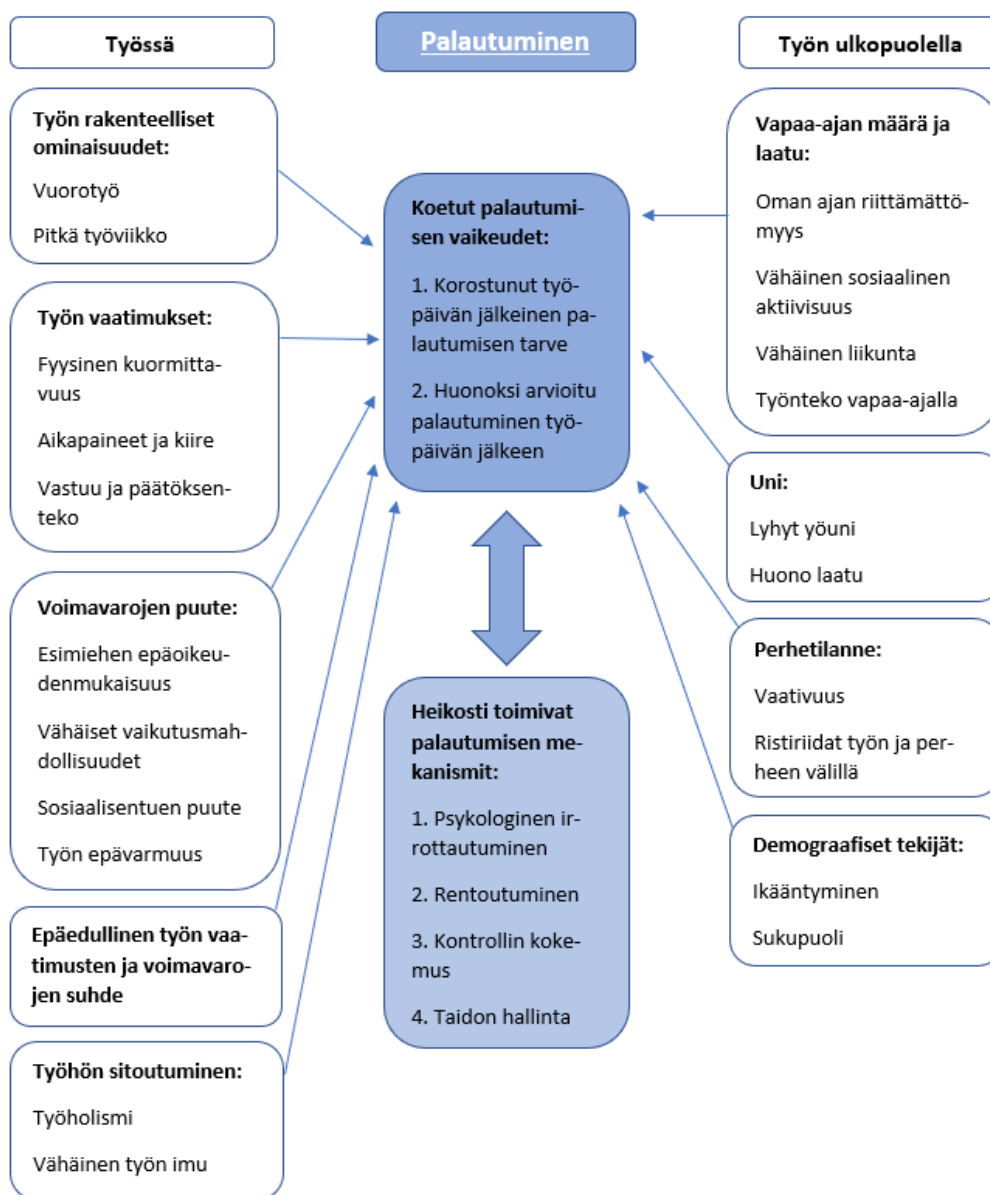 Työssä
Työn rakenteelliset
ominaisuudet:
Vuorotyö
Pitkä työviikko
Työn vaatimukset:
Fyysinen kuormitta-
vuus
Aikapaineet ja kiire
Vastuu ja päätöksen-
teko
Voimavarojen puute:
Esimiehen epäoikeu-
denmukaisuus
Vähäiset vaikutusmah-
dollisuudet
Sosiaalisentuen puute
Työn epävarmuus
Epäedullinen työn vaa-
timusten ja voimavaro-
jen suhde
Työhön sitoutuminen:
Työholismi
Vähäinen työn imu
Palautuminen
Koetut palautumi-
sen vaikeudet:
1. Korostunut työ-
päivän jälkeinen pa-
lautumisen tarve
2. Huonoksi arvioitu
palautuminen työ-
päivän jälkeen
Heikosti toimivat
palautumisen me-
kanismit:
1. Psykologinen ir-
rottautuminen
2. Rentoutuminen
3. Kontrollin koke-
mus
4. Taidon hallinta
Työn ulkopuolella
Vapaa-ajan määrä ja
laatu:
Oman ajan riittämättö-
myys
Vähäinen sosiaalinen
aktiivisuus
Vähäinen liikunta
Työnteko vapaa-ajalla
Uni:
Lyhyt yöuni
Huono laatu
Perhetilanne:
Vaativuus
Ristiriidat työn ja per-
heen välillä
Demograafiset tekijät:
Ikääntyminen
Sukupuoli